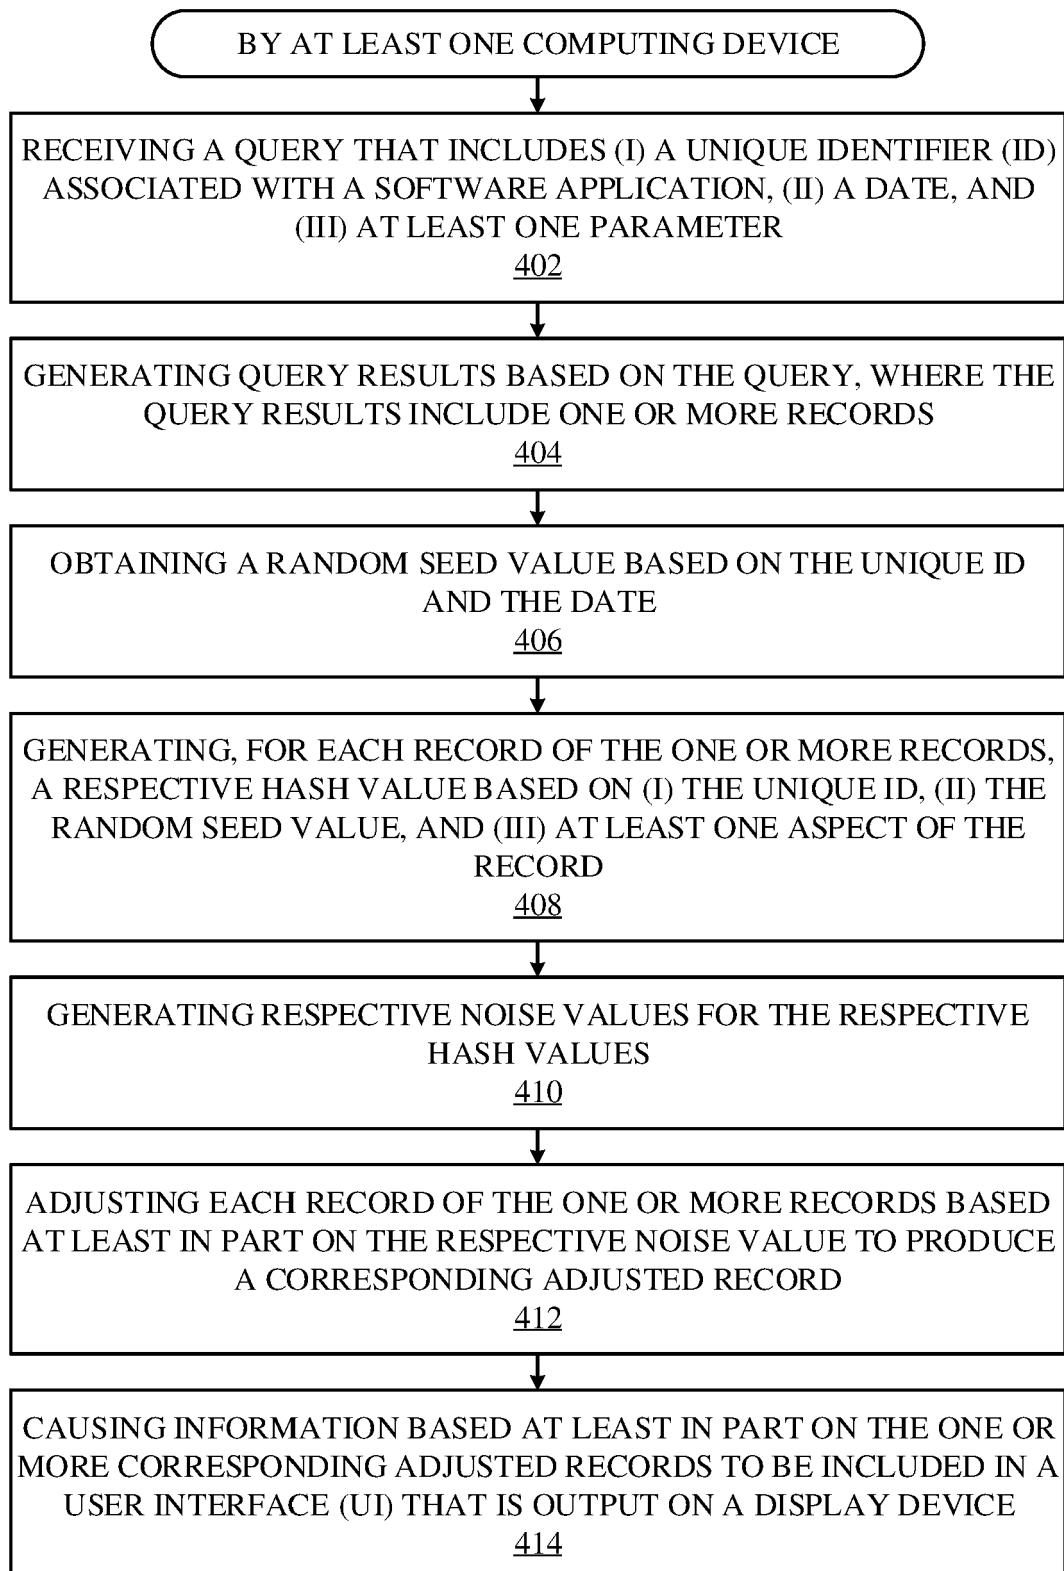 BY AT LEAST ONE COMPUTING DEVICE
RECEIVING A QUERY THAT INCLUDES (I) A UNIQUE IDENTIFIER (ID)
ASSOCIATED WITH A SOFTWARE APPLICATION, (II) A DATE, AND
(III) AT LEAST ONE PARAMETER
402
GENERATING QUERY RESULTS BASED ON THE QUERY, WHERE THE
QUERY RESULTS INCLUDE ONE OR MORE RECORDS
404
OBTAINING A RANDOM SEED VALUE BASED ON THE UNIQUE ID
AND THE DATE
406
GENERATING, FOR EACH RECORD OF THE ONE OR MORE RECORDS,
A RESPECTIVE HASH VALUE BASED ON (I) THE UNIQUE ID, (II) THE
RANDOM SEED VALUE, AND (III) AT LEAST ONE ASPECT OF THE
RECORD
408
GENERATING RESPECTIVE NOISE VALUES FOR THE RESPECTIVE
HASH VALUES
410
ADJUSTING EACH RECORD OF THE ONE OR MORE RECORDS BASED
AT LEAST IN PART ON THE RESPECTIVE NOISE VALUE TO PRODUCE
A CORRESPONDING ADJUSTED RECORD
412
CAUSING INFORMATION BASED AT LEAST IN PART ON THE ONE OR
MORE CORRESPONDING ADJUSTED RECORDS TO BE INCLUDED IN A
USER INTERFACE (UI) THAT IS OUTPUT ON A DISPLAY DEVICE
414